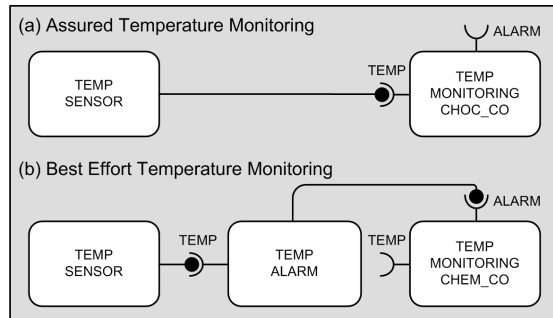 (a) Assured Temperature Monitoring
ALARM
TEMP
SENSOR
TEMP
TEMP
MONITORING
CHOC_CO
(b) Best Effort Temperature Monitoring
ALARM
TEMP
SENSOR
TEMP
TEMP
ALARM
TEMP
TEMP
MONITORING
CHEM_CO